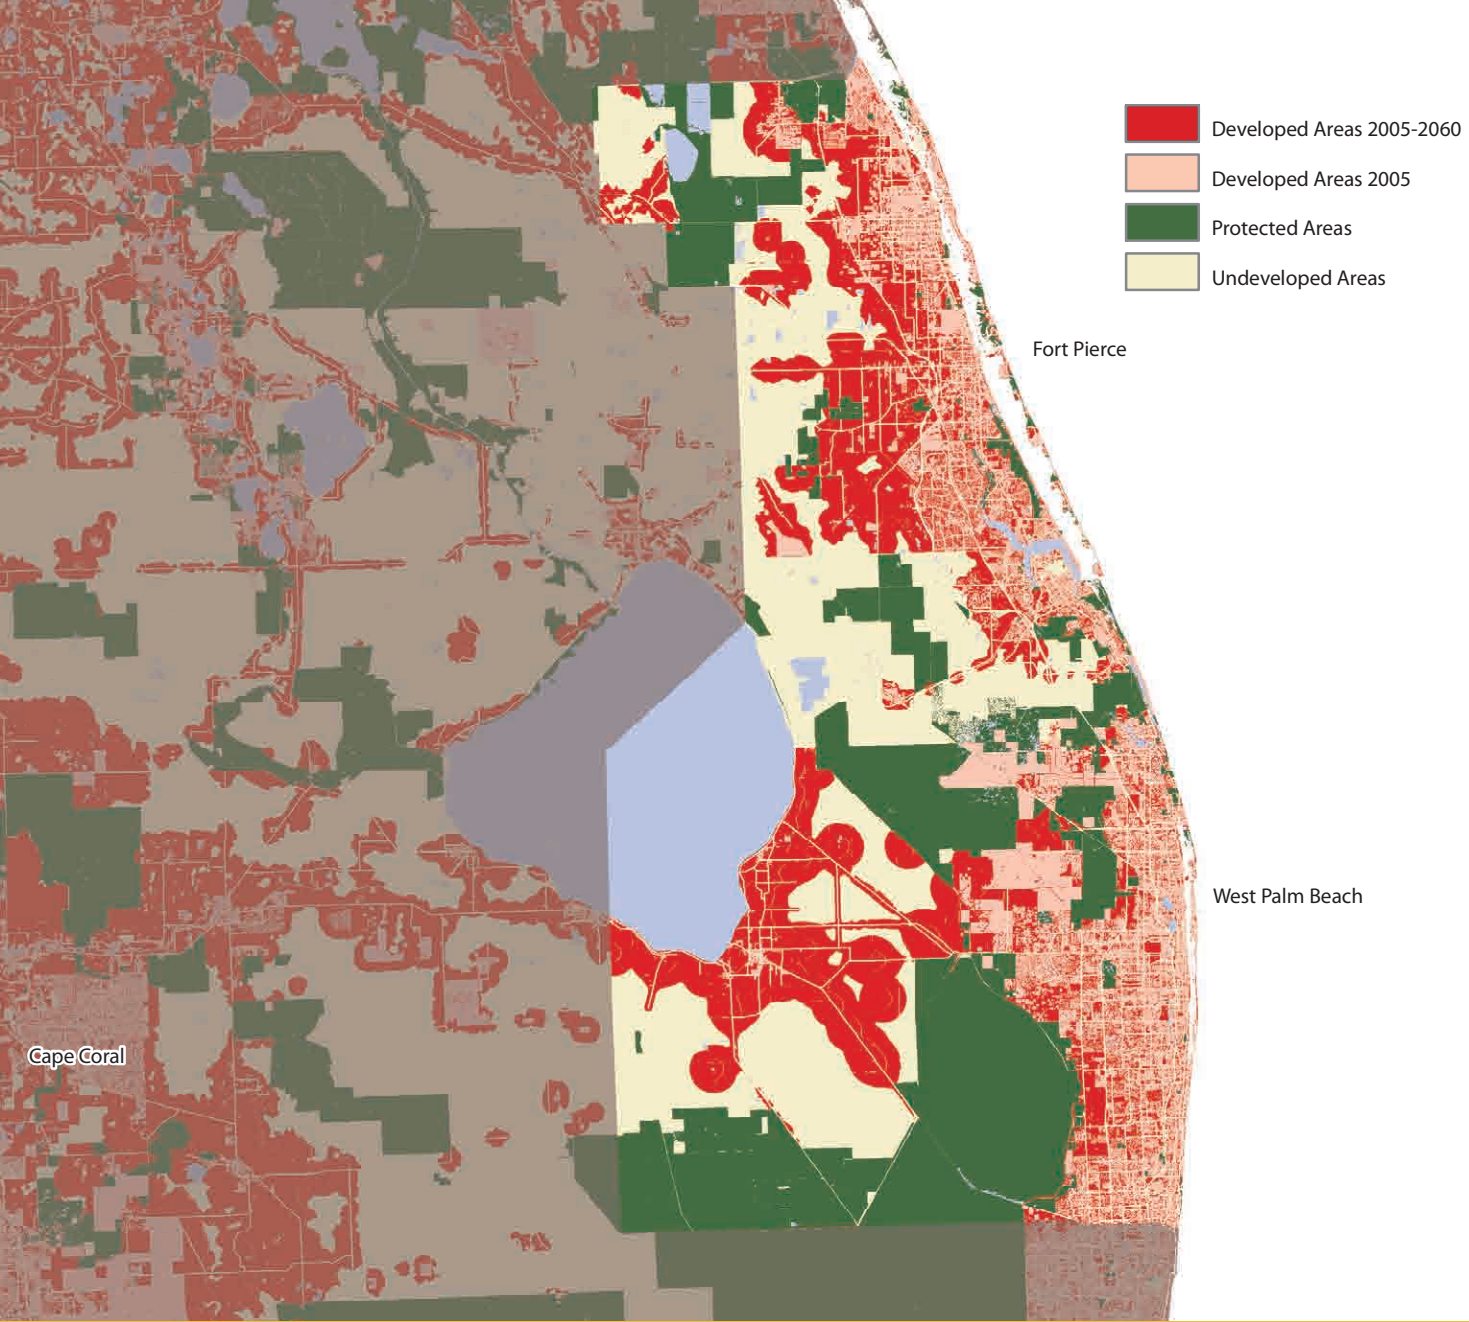 Developed Areas 2005-2060
Developed Areas 2005
Protected Areas
Undeveloped Areas
Fort Pierce
West Palm Beach
Cape Coral